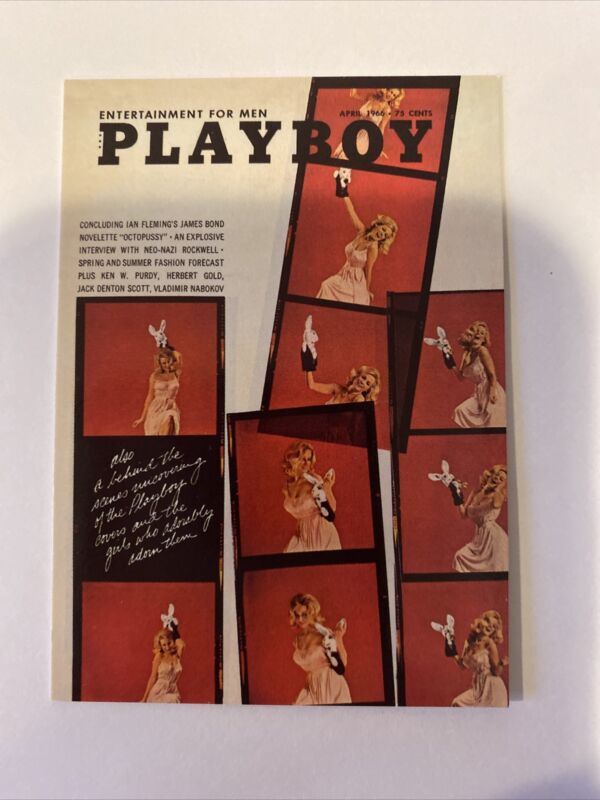 ENTERTAINMENT FOR MEN
APRIL 1966 • 75 CENTS
PLAYBOY
CONCLUDING IAN FLEMING'S JAMES BOND
NOVELETTE "OCTOPUSSY" • AN EXPLOSIVE
INTERVIEW WITH NEO-NAZI ROCKWELL •
SPRING AND SUMMER FASHION FORECAST
PLUS KEN W. PURDY, HERBERT GOLD,
JACK DENTON SCOTT, VLADIMIR NABOKOV
also
a behind the
scenes uncovering
of the Playboy
covers and the
girls who adorably
adorn them